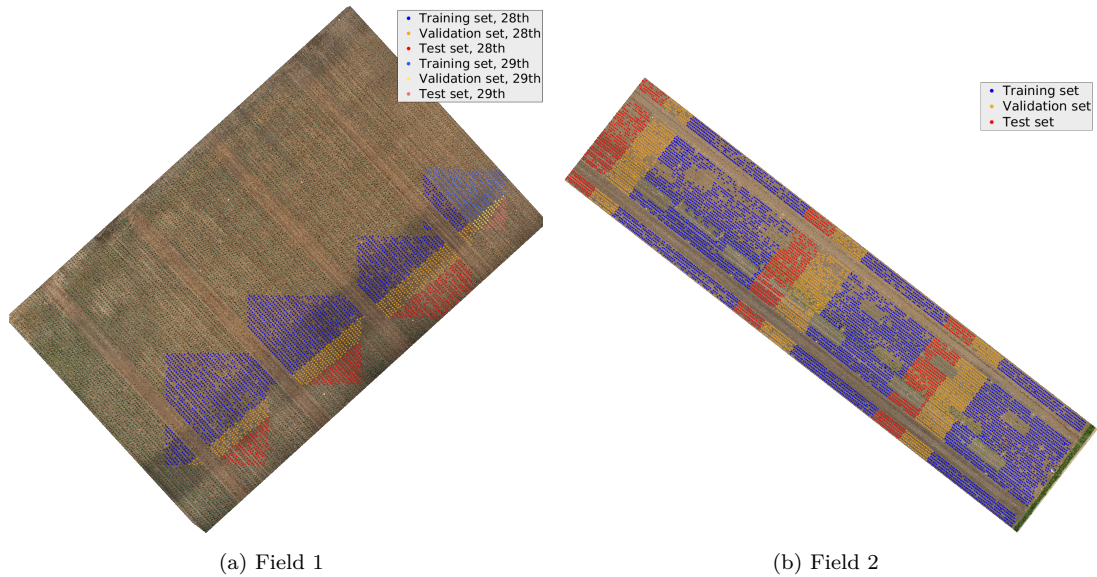 Training set, 28th
Validation set, 28th
Test set, 28th
Training set, 29th
Validation set, 29th
Test set, 29th
Training set
Validation set
Test set
(a) Field 1
(b) Field 2